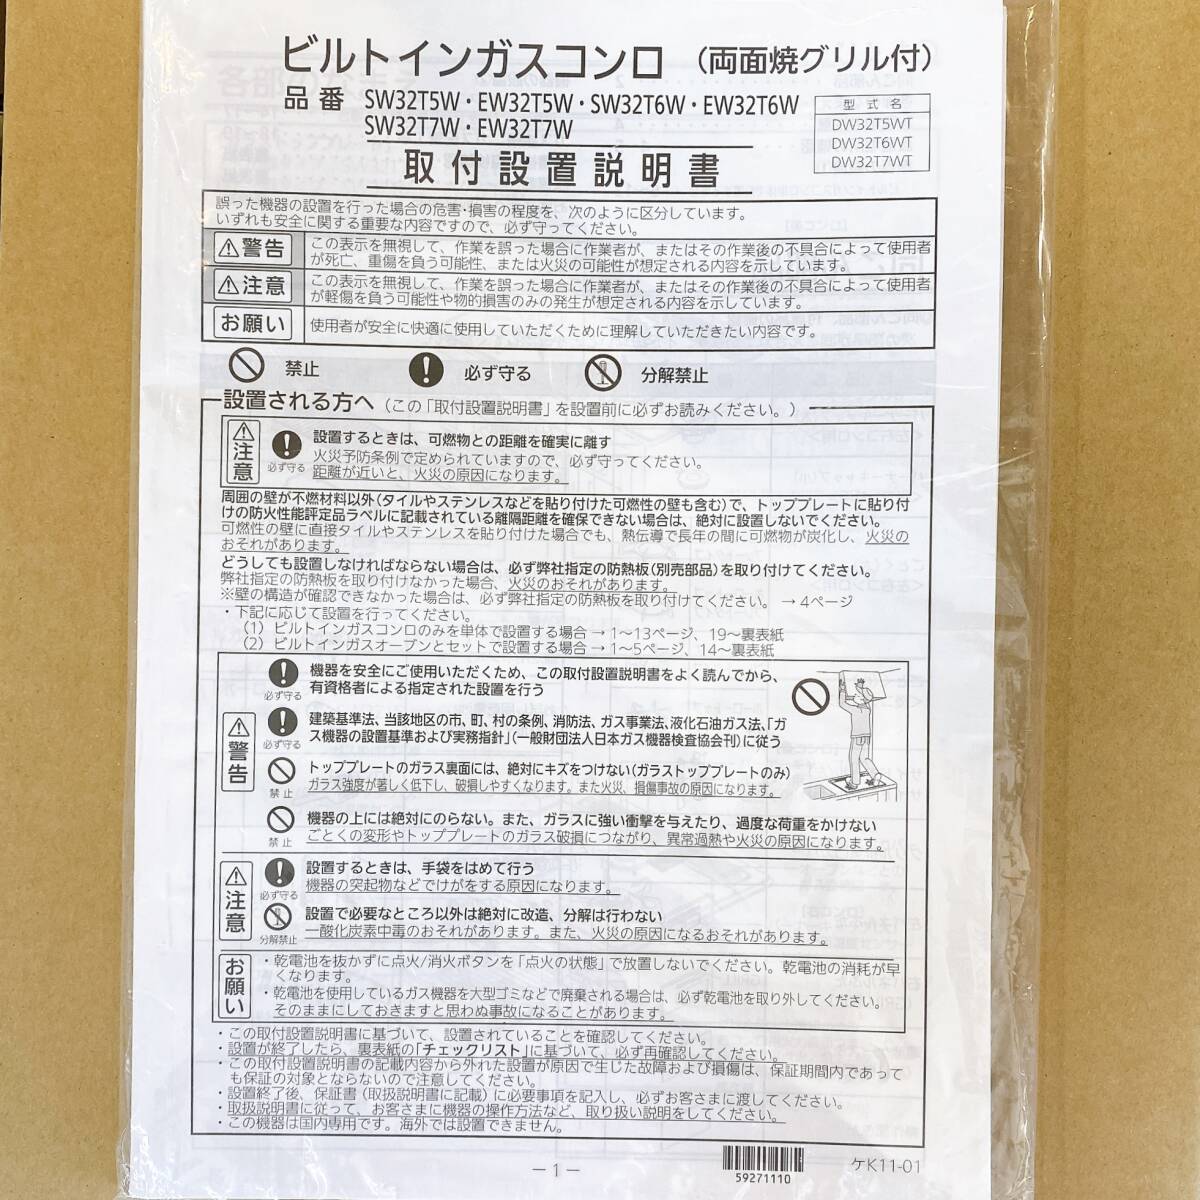 ビルトインガスコンロ （両面焼グリル付）
品番 SW32T5W・EW32T5W・SW32T6W・EW32T6W
SW32T7W・EW32T7W
型式名
DW32T5WT
DW32T6WT
DW32T7WT
取付設置説明書
誤った機器の設置を行った場合の危害・損害の程度を、次のように区分しています。
いずれも安全に関する重要な内容ですので、必ず守ってください。
⚠警告
この表示を無視して、作業を誤った場合に作業者が、またはその作業後の不具合によって使用者
が死亡、重傷を負う可能性、または火災の可能性が想定される内容を示しています。
⚠注意
この表示を無視して、作業を誤った場合に作業者が、またはその作業後の不具合によって使用者
が軽傷を負う可能性や物的損害のみの発生が想定される内容を示しています。
お願い
使用者が安全に快適に使用していただくために理解していただきたい内容です。
禁止 必ず守る 分解禁止
設置される方へ（この「取付設置説明書」を設置前に必ずお読みください。）
⚠注意
必ず守る
設置するときは、可燃物との距離を確実に離す
火災予防条例で定められていますので、必ず守ってください。
距離が近いと、火災の原因になります。
周囲の壁が不燃材料以外（タイルやステンレスなどを貼り付けた可燃性の壁も含む）で、トッププレートに貼り付
けの防火性能評定品ラベルに記載されている離隔距離を確保できない場合は、絶対に設置しないでください。
可燃性の壁に直接タイルやステンレスを貼り付けた場合でも、熱伝導で長年の間に可燃物が炭化し、火災の
おそれがあります。
どうしても設置しなければならない場合は、必ず弊社指定の防熱板（別売部品）を取り付けてください。
弊社指定の防熱板を取り付けなかった場合、火災のおそれがあります。
※壁の構造が確認できなかった場合は、必ず弊社指定の防熱板を取り付けてください。 → 4ページ
・下記に応じて設置を行ってください。
（1）ビルトインガスコンロのみを単体で設置する場合 → 1〜13ページ、19〜裏表紙
（2）ビルトインガスオーブンとセットで設置する場合 → 1〜5ページ、14〜裏表紙
⚠警告
必ず守る
機器を安全にご使用いただくため、この取付設置説明書をよく読んでから、
有資格者による指定された設置を行う
必ず守る
建築基準法、当該地区の市、町、村の条例、消防法、ガス事業法、液化石油ガス法、「ガ
ス機器の設置基準および実務指針」（一般財団法人日本ガス機器検査協会刊）に従う
禁止
トッププレートのガラス裏面には、絶対にキズをつけない（ガラストッププレートのみ）
ガラス強度が著しく低下し、破損しやすくなります。また火災、損傷事故の原因になります。
禁止
機器の上には絶対にのらない。また、ガラスに強い衝撃を与えたり、過度な荷重をかけない
ごとくの変形やトッププレートのガラス破損につながり、異常過熱や火災の原因になります。
⚠注意
必ず守る
設置するときは、手袋をはめて行う
機器の突起物などでけがをする原因になります。
分解禁止
設置で必要なところ以外は絶対に改造、分解は行わない
一酸化炭素中毒のおそれがあります。また、火災の原因になるおそれがあります。
お願い
・乾電池を抜かずに点火/消火ボタンを「点火の状態」で放置しないでください。乾電池の消耗が早
くなります。
・乾電池を使用しているガス機器を大型ゴミなどで廃棄される場合は、必ず乾電池を取り外してください。
そのままにしておきますと思わぬ事故になることがあります。
・この取付設置説明書に基づいて、設置されていることを確認してください。
・設置が終了したら、裏表紙の「チェックリスト」に基づいて、必ず再確認してください。
・この取付設置説明書の記載内容から外れた設置が原因で生じた故障および損傷は、保証期間内であって
も保証の対象とならないので注意してください。
・設置終了後、保証書（取扱説明書に記載）に必要事項を記入し、必ずお客さまに渡してください。
・取扱説明書に従って、お客さまに機器の操作方法など、取り扱い説明をしてください。
・この機器は国内専用です。海外では設置できません。
－1－
59271110
ケK11-01